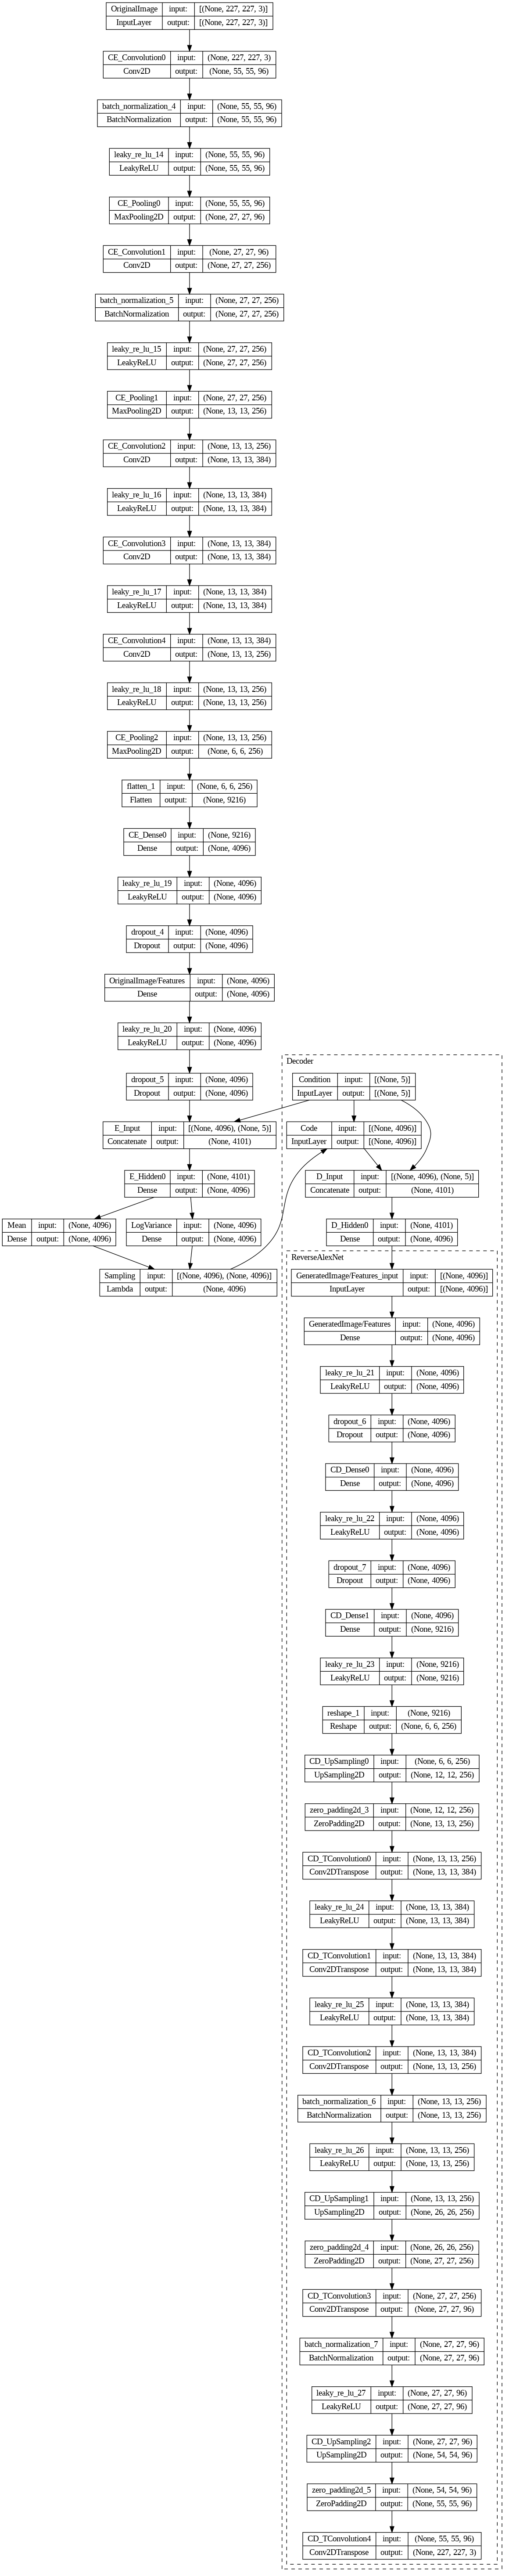 OriginalImage input: [(None, 227, 227, 3)]
InputLayer output: [(None, 227, 227, 3)]
CE_Convolution0 input: (None, 227, 227, 3)
Conv2D output: (None, 55, 55, 96)
batch_normalization_4 input: (None, 55, 55, 96)
BatchNormalization output: (None, 55, 55, 96)
leaky_re_lu_14 input: (None, 55, 55, 96)
LeakyReLU output: (None, 55, 55, 96)
CE_Pooling0 input: (None, 55, 55, 96)
MaxPooling2D output: (None, 27, 27, 96)
CE_Convolution1 input: (None, 27, 27, 96)
Conv2D output: (None, 27, 27, 256)
batch_normalization_5 input: (None, 27, 27, 256)
BatchNormalization output: (None, 27, 27, 256)
leaky_re_lu_15 input: (None, 27, 27, 256)
LeakyReLU output: (None, 27, 27, 256)
CE_Pooling1 input: (None, 27, 27, 256)
MaxPooling2D output: (None, 13, 13, 256)
CE_Convolution2 input: (None, 13, 13, 256)
Conv2D output: (None, 13, 13, 384)
leaky_re_lu_16 input: (None, 13, 13, 384)
LeakyReLU output: (None, 13, 13, 384)
CE_Convolution3 input: (None, 13, 13, 384)
Conv2D output: (None, 13, 13, 384)
leaky_re_lu_17 input: (None, 13, 13, 384)
LeakyReLU output: (None, 13, 13, 384)
CE_Convolution4 input: (None, 13, 13, 384)
Conv2D output: (None, 13, 13, 256)
leaky_re_lu_18 input: (None, 13, 13, 256)
LeakyReLU output: (None, 13, 13, 256)
CE_Pooling2 input: (None, 13, 13, 256)
MaxPooling2D output: (None, 6, 6, 256)
flatten_1 input: (None, 6, 6, 256)
Flatten output: (None, 9216)
CE_Dense0 input: (None, 9216)
Dense output: (None, 4096)
leaky_re_lu_19 input: (None, 4096)
LeakyReLU output: (None, 4096)
dropout_4 input: (None, 4096)
Dropout output: (None, 4096)
OriginalImage/Features input: (None, 4096)
Dense output: (None, 4096)
leaky_re_lu_20 input: (None, 4096)
LeakyReLU output: (None, 4096)
dropout_5 input: (None, 4096)
Dropout output: (None, 4096)
E_Input input: [(None, 4096), (None, 5)]
Concatenate output: (None, 4101)
E_Hidden0 input: (None, 4101)
Dense output: (None, 4096)
Mean input: (None, 4096)
Dense output: (None, 4096)
LogVariance input: (None, 4096)
Dense output: (None, 4096)
Sampling input: [(None, 4096), (None, 4096)]
Lambda output: (None, 4096)
Decoder
Condition input: [(None, 5)]
InputLayer output: [(None, 5)]
Code input: [(None, 4096)]
InputLayer output: [(None, 4096)]
D_Input input: [(None, 4096), (None, 5)]
Concatenate output: (None, 4101)
D_Hidden0 input: (None, 4101)
Dense output: (None, 4096)
ReverseAlexNet
GeneratedImage/Features_input input: [(None, 4096)]
InputLayer output: [(None, 4096)]
GeneratedImage/Features input: (None, 4096)
Dense output: (None, 4096)
leaky_re_lu_21 input: (None, 4096)
LeakyReLU output: (None, 4096)
dropout_6 input: (None, 4096)
Dropout output: (None, 4096)
CD_Dense0 input: (None, 4096)
Dense output: (None, 4096)
leaky_re_lu_22 input: (None, 4096)
LeakyReLU output: (None, 4096)
dropout_7 input: (None, 4096)
Dropout output: (None, 4096)
CD_Dense1 input: (None, 4096)
Dense output: (None, 9216)
leaky_re_lu_23 input: (None, 9216)
LeakyReLU output: (None, 9216)
reshape_1 input: (None, 9216)
Reshape output: (None, 6, 6, 256)
CD_UpSampling0 input: (None, 6, 6, 256)
UpSampling2D output: (None, 12, 12, 256)
zero_padding2d_3 input: (None, 12, 12, 256)
ZeroPadding2D output: (None, 13, 13, 256)
CD_TConvolution0 input: (None, 13, 13, 256)
Conv2DTranspose output: (None, 13, 13, 384)
leaky_re_lu_24 input: (None, 13, 13, 384)
LeakyReLU output: (None, 13, 13, 384)
CD_TConvolution1 input: (None, 13, 13, 384)
Conv2DTranspose output: (None, 13, 13, 384)
leaky_re_lu_25 input: (None, 13, 13, 384)
LeakyReLU output: (None, 13, 13, 384)
CD_TConvolution2 input: (None, 13, 13, 384)
Conv2DTranspose output: (None, 13, 13, 256)
batch_normalization_6 input: (None, 13, 13, 256)
BatchNormalization output: (None, 13, 13, 256)
leaky_re_lu_26 input: (None, 13, 13, 256)
LeakyReLU output: (None, 13, 13, 256)
CD_UpSampling1 input: (None, 13, 13, 256)
UpSampling2D output: (None, 26, 26, 256)
zero_padding2d_4 input: (None, 26, 26, 256)
ZeroPadding2D output: (None, 27, 27, 256)
CD_TConvolution3 input: (None, 27, 27, 256)
Conv2DTranspose output: (None, 27, 27, 96)
batch_normalization_7 input: (None, 27, 27, 96)
BatchNormalization output: (None, 27, 27, 96)
leaky_re_lu_27 input: (None, 27, 27, 96)
LeakyReLU output: (None, 27, 27, 96)
CD_UpSampling2 input: (None, 27, 27, 96)
UpSampling2D output: (None, 54, 54, 96)
zero_padding2d_5 input: (None, 54, 54, 96)
ZeroPadding2D output: (None, 55, 55, 96)
CD_TConvolution4 input: (None, 55, 55, 96)
Conv2DTranspose output: (None, 227, 227, 3)